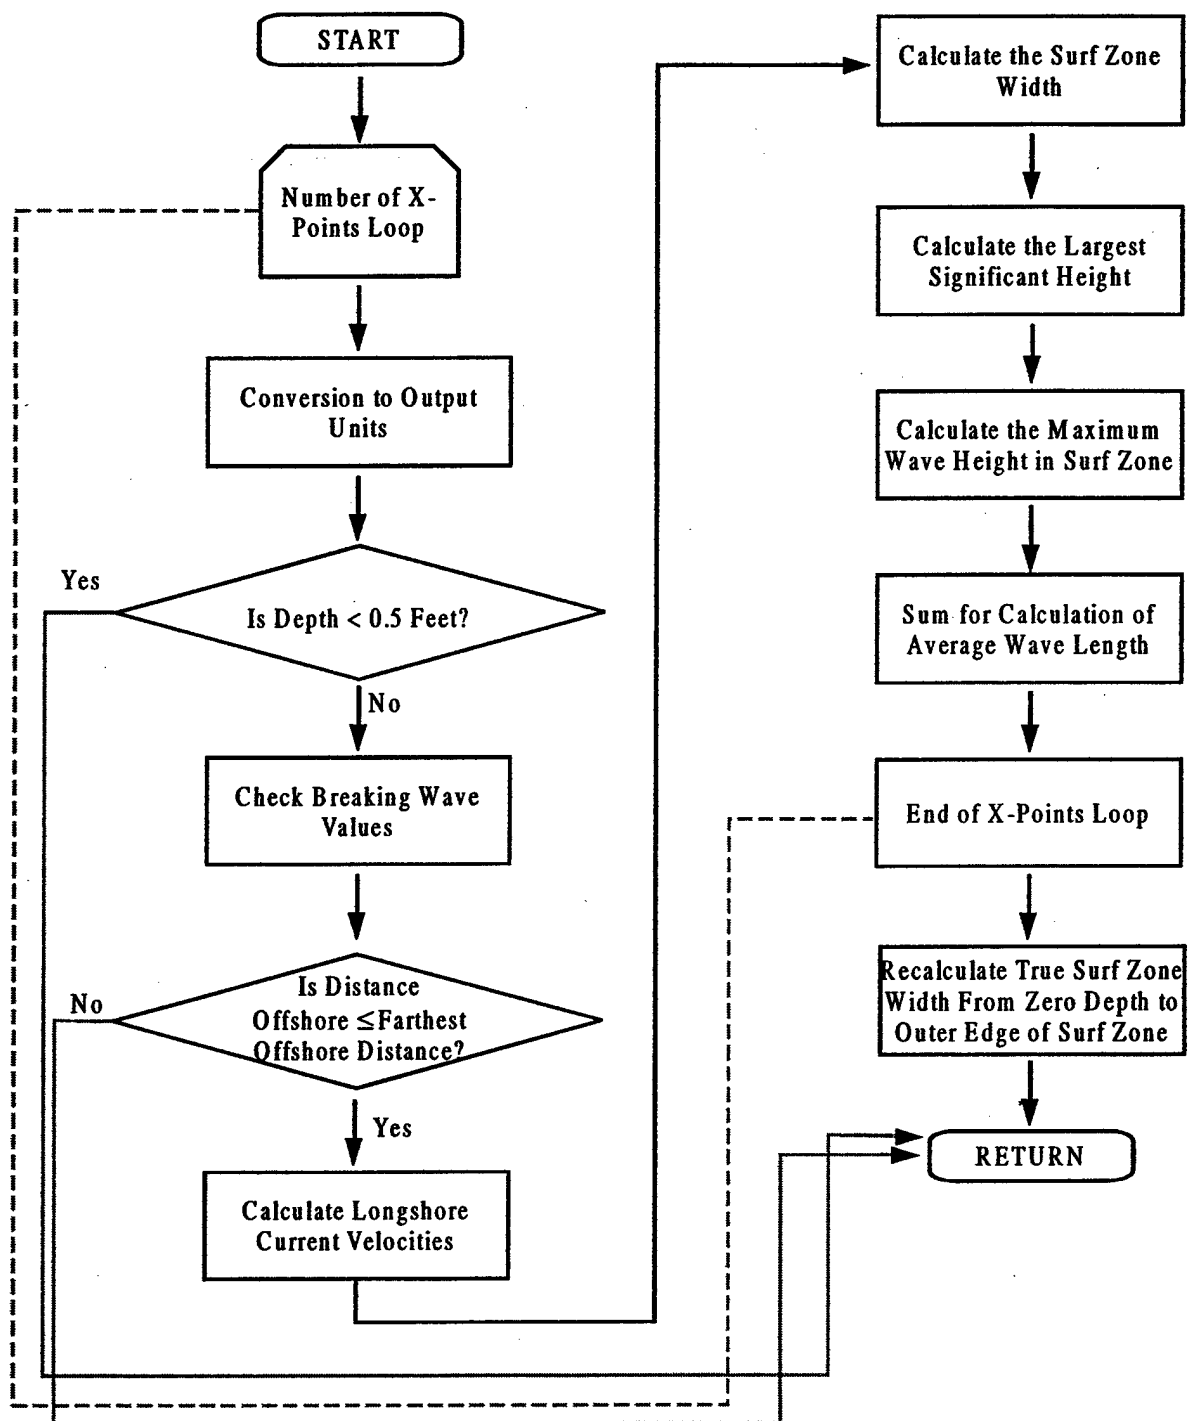 START
Number of X-
Points Loop
Conversion to Output
Units
Yes
Is Depth < 0.5 Feet?
No
Check Breaking Wave
Values
No
Is Distance
Offshore ≤Farthest
Offshore Distance?
Yes
Calculate Longshore
Current Velocities
Calculate the Surf Zone
Width
Calculate the Largest
Significant Height
Calculate the Maximum
Wave Height in Surf Zone
Sum for Calculation of
Average Wave Length
End of X-Points Loop
Recalculate True Surf Zone
Width From Zero Depth to
Outer Edge of Surf Zone
RETURN